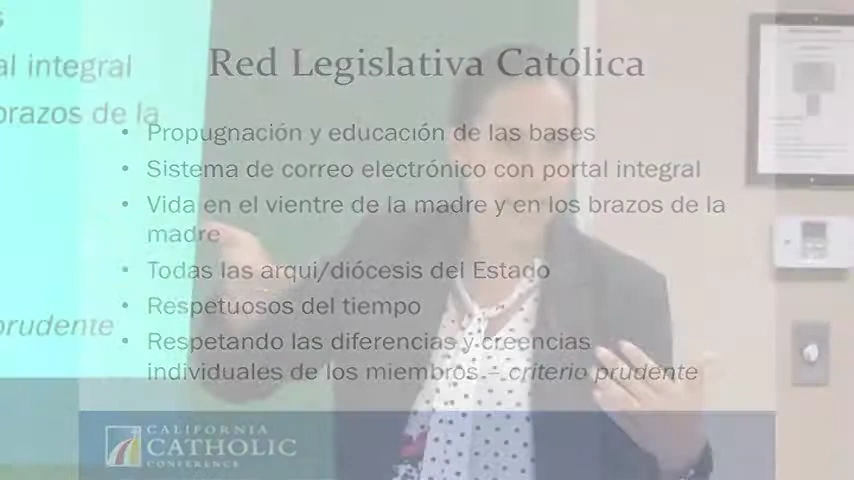 Red Legislativa Católica
al integral
brazos de la
prudente
• Propugnación y educación de las bases
• Sistema de correo electrónico con portal integral
• Vida en el vientre de la madre y en los brazos de la
madre
• Todas las arqui/diócesis del Estado
• Respetuosos del tiempo
• Respetando las diferencias y creencias
individuales de los miembros – criterio prudente
CALIFORNIA
CATHOLIC
CONFERENCE